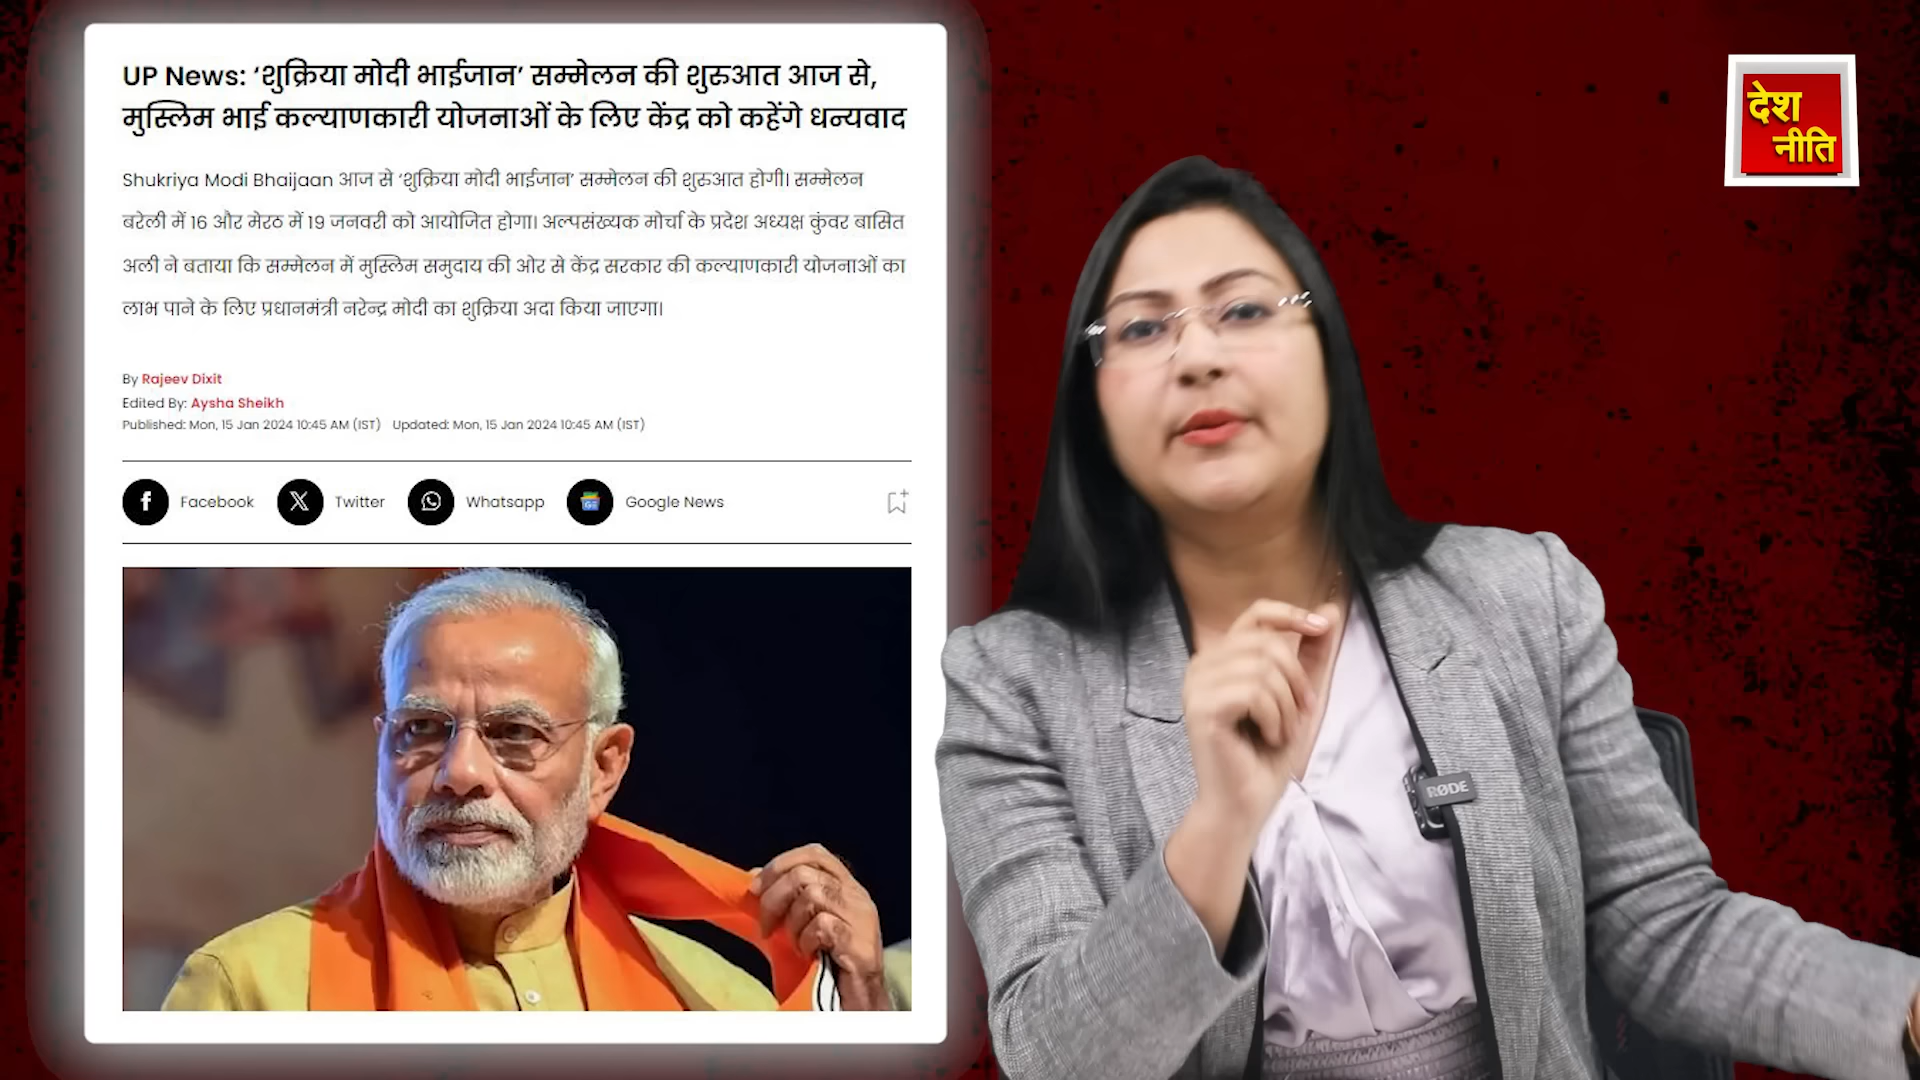 UP News: ‘शुक्रिया मोदी भाईजान’ सम्मेलन की शुरुआत आज से,
मुस्लिम भाई कल्याणकारी योजनाओं के लिए केंद्र को कहेंगे धन्यवाद
Shukriya Modi Bhaijaan आज से ‘शुक्रिया मोदी भाईजान’ सम्मेलन की शुरुआत होगी। सम्मेलन
बरेली में 16 और मेरठ में 19 जनवरी को आयोजित होगा। अल्पसंख्यक मोर्चा के प्रदेश अध्यक्ष कुंवर बासित
अली ने बताया कि सम्मेलन में मुस्लिम समुदाय की ओर से केंद्र सरकार की कल्याणकारी योजनाओं का
लाभ पाने के लिए प्रधानमंत्री नरेन्द्र मोदी का शुक्रिया अदा किया जाएगा।
By Rajeev Dixit
Edited By: Aysha Sheikh
Published: Mon, 15 Jan 2024 10:45 AM (IST) Updated: Mon, 15 Jan 2024 10:45 AM (IST)
Facebook Twitter Whatsapp Google News
देश
नीति
RØDE